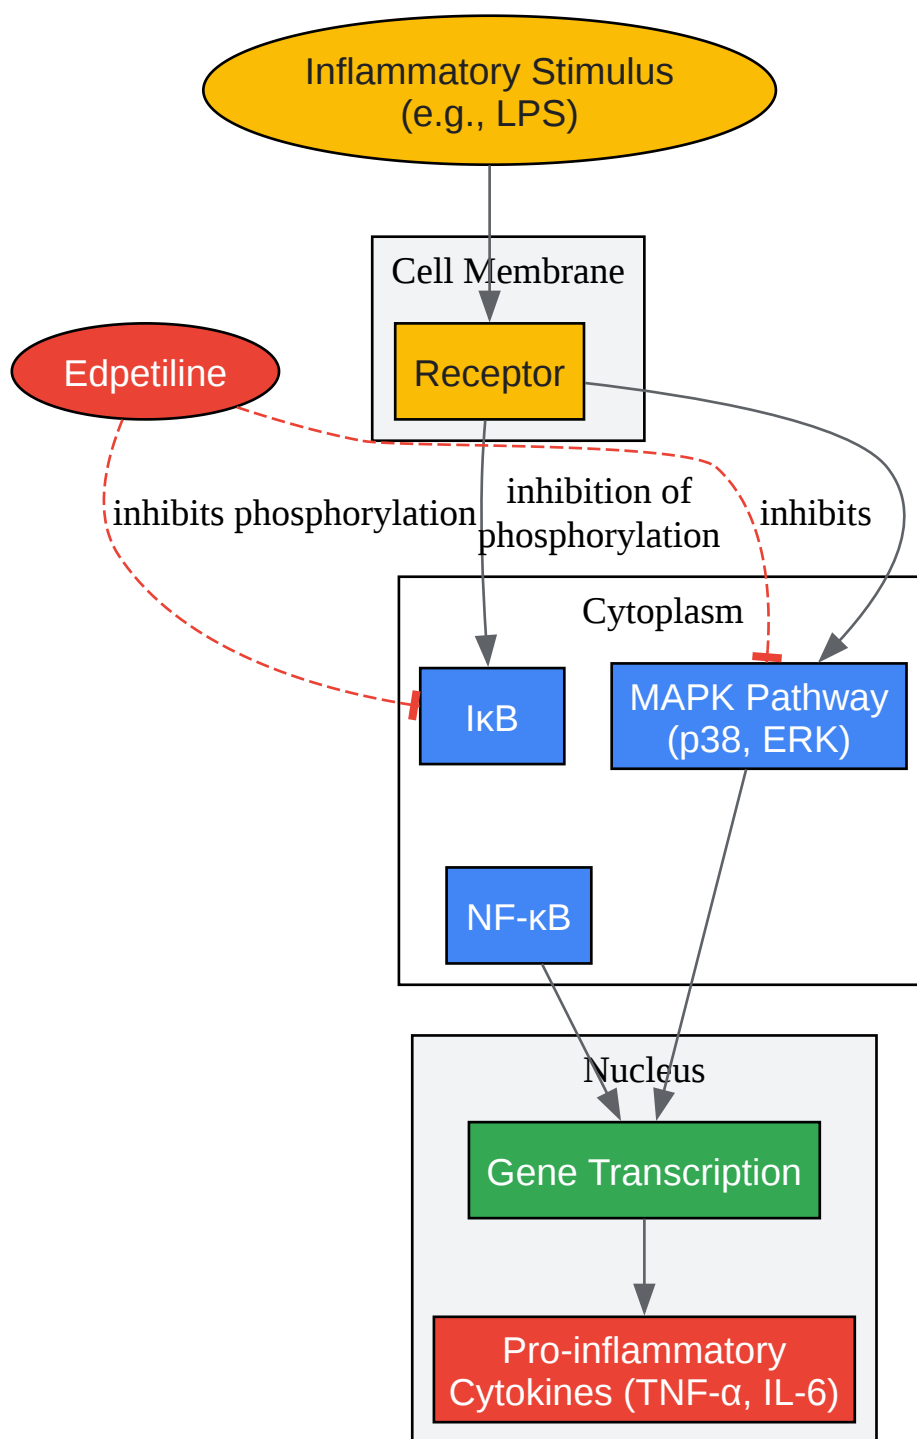 Inflammatory Stimulus
(e.g., LPS)
Cell Membrane
Receptor
Edpetiline
inhibits phosphorylation
inhibition of
phosphorylation
inhibits
Cytoplasm
IκB
MAPK Pathway
(p38, ERK)
NF-κB
Nucleus
Gene Transcription
Pro-inflammatory
Cytokines (TNF-α, IL-6)